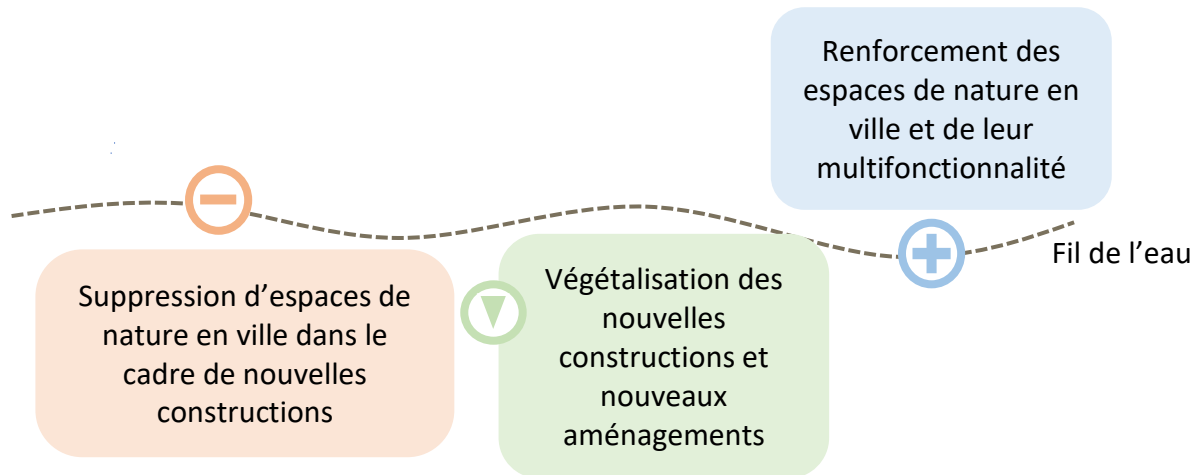 Renforcement des
espaces de nature en
ville et de leur
multifonctionnalité
Fil de l’eau
Suppression d’espaces de
nature en ville dans le
cadre de nouvelles
constructions
Végétalisation des
nouvelles
constructions et
nouveaux
aménagements